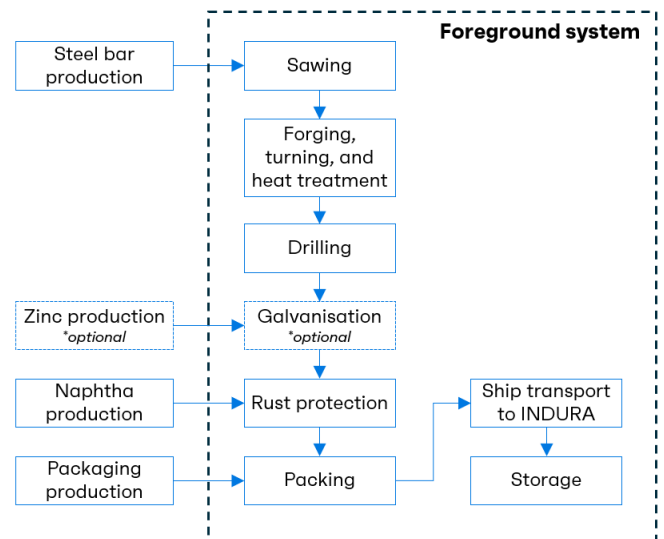 Foreground system
Steel bar
production
Sawing
Forging,
turning, and
heat treatment
Drilling
Zinc production
*optional
Galvanisation
*optional
Naphtha
production
Rust protection
Ship transport
to INDURA
Packaging
production
Packing
Storage